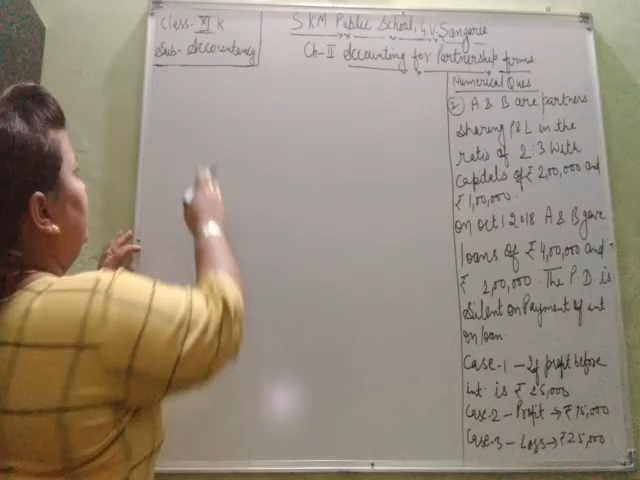 Class- XI K
Sub- Accountancy
S.K.M Public School, G.V. Sangaria
Ch-II Accounting for Partnership firms
Numerical Ques
2) A & B are partners
sharing P&L in the
ratio of 2:3 with
Capitals of ₹ 2,00,000 and
₹ 1,00,000.
on Oct 1 2018 A & B gave
loans of ₹ 4,00,000 and
₹ 2,00,000. The P.D. is
Silent on Payment of int
on loan.
Case-1 – If profit before
int is ₹ 25,000
Case-2 – Profit → ₹ 15,000
Case-3 – Loss → ₹25,000